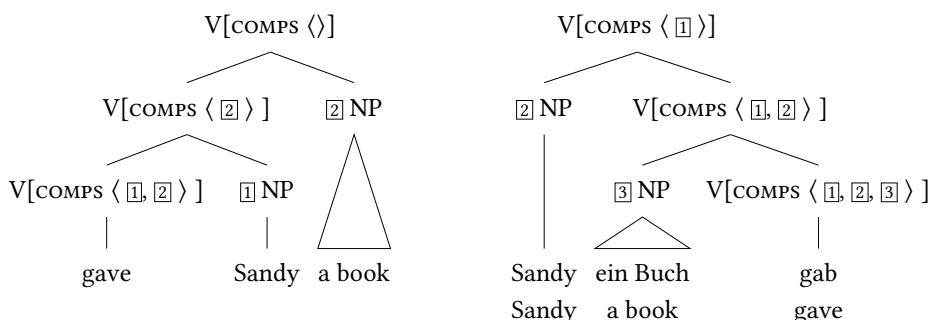 V[COMPS ⟨⟩] V[COMPS ⟨ 1 ⟩]
V[COMPS ⟨ 2 ⟩ ] 2 NP 2 NP V[COMPS ⟨ 1, 2 ⟩ ]
V[COMPS ⟨ 1, 2 ⟩ ] 1 NP 3 NP V[COMPS ⟨ 1, 2, 3 ⟩ ]
gave Sandy a book Sandy ein Buch gab
Sandy a book gave